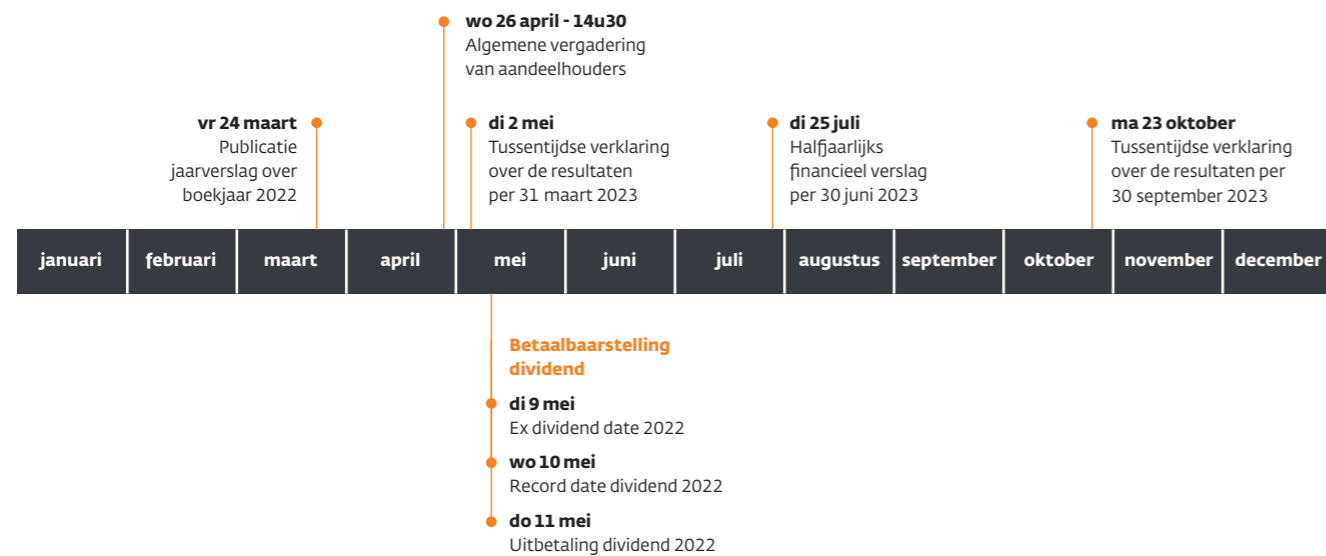 wo 26 april - 14u30
Algemene vergadering
van aandeelhouders
vr 24 maart
Publicatie
jaarverslag over
boekjaar 2022
di 2 mei
Tussentijdse verklaring
over de resultaten
per 31 maart 2023
di 25 juli
Halfjaarlijks
financieel verslag
per 30 juni 2023
ma 23 oktober
Tussentijdse verklaring
over de resultaten per
30 september 2023
januari
februari
maart
april
mei
juni
juli
augustus
september
oktober
november
december
Betaalbaarstelling
dividend
di 9 mei
Ex dividend date 2022
wo 10 mei
Record date dividend 2022
do 11 mei
Uitbetaling dividend 2022